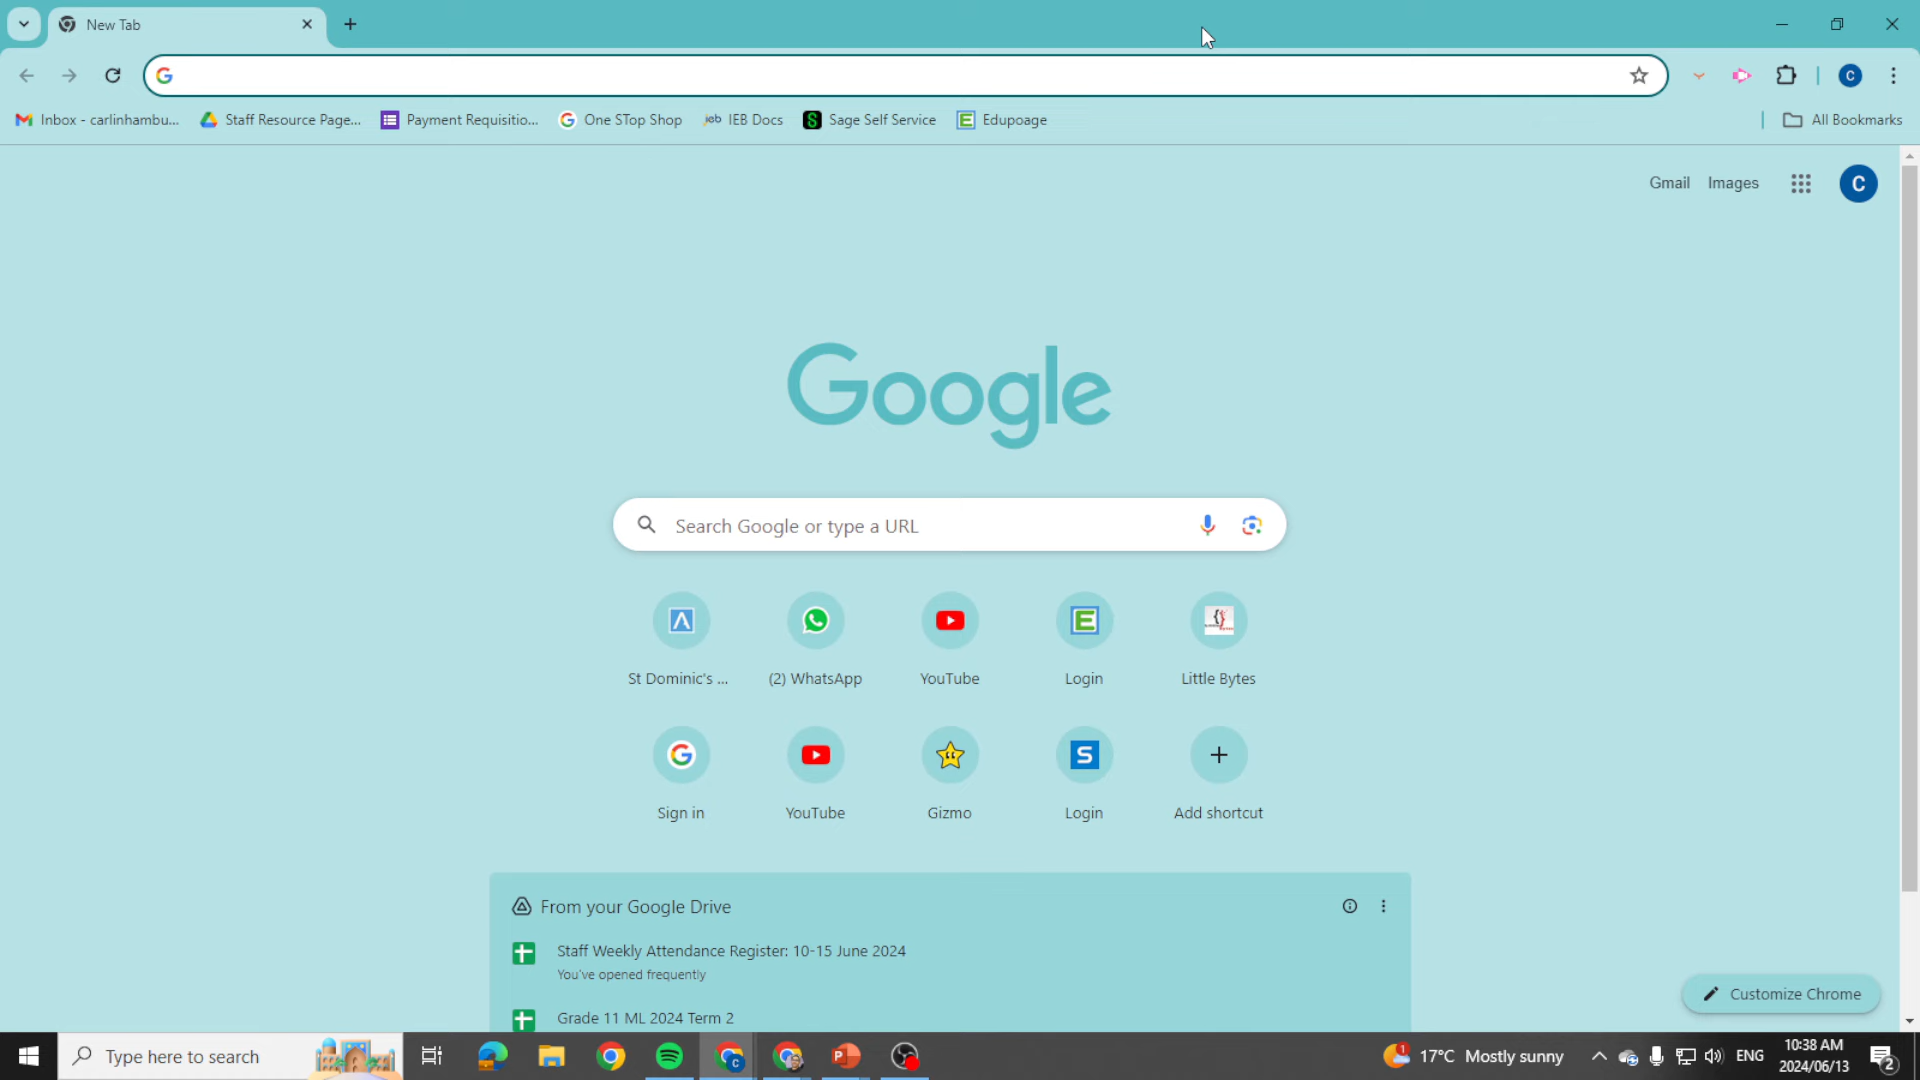 New Tab
Inbox - carlinhambu...
Staff Resource Page...
Payment Requisitio...
One STop Shop
ieb IEB Docs
S Sage Self Service
E Edupoage
All Bookmarks
C
Gmail
Images
C
Google
Search Google or type a URL
St Dominic's ...
(2) WhatsApp
YouTube
E
Login
Little Bytes
Sign in
YouTube
Gizmo
S
Login
Add shortcut
From your Google Drive
Staff Weekly Attendance Register: 10-15 June 2024
You've opened frequently
Grade 11 ML 2024 Term 2
Customize Chrome
Type here to search
17°C Mostly sunny
ENG
10:38 AM
2024/06/13
2